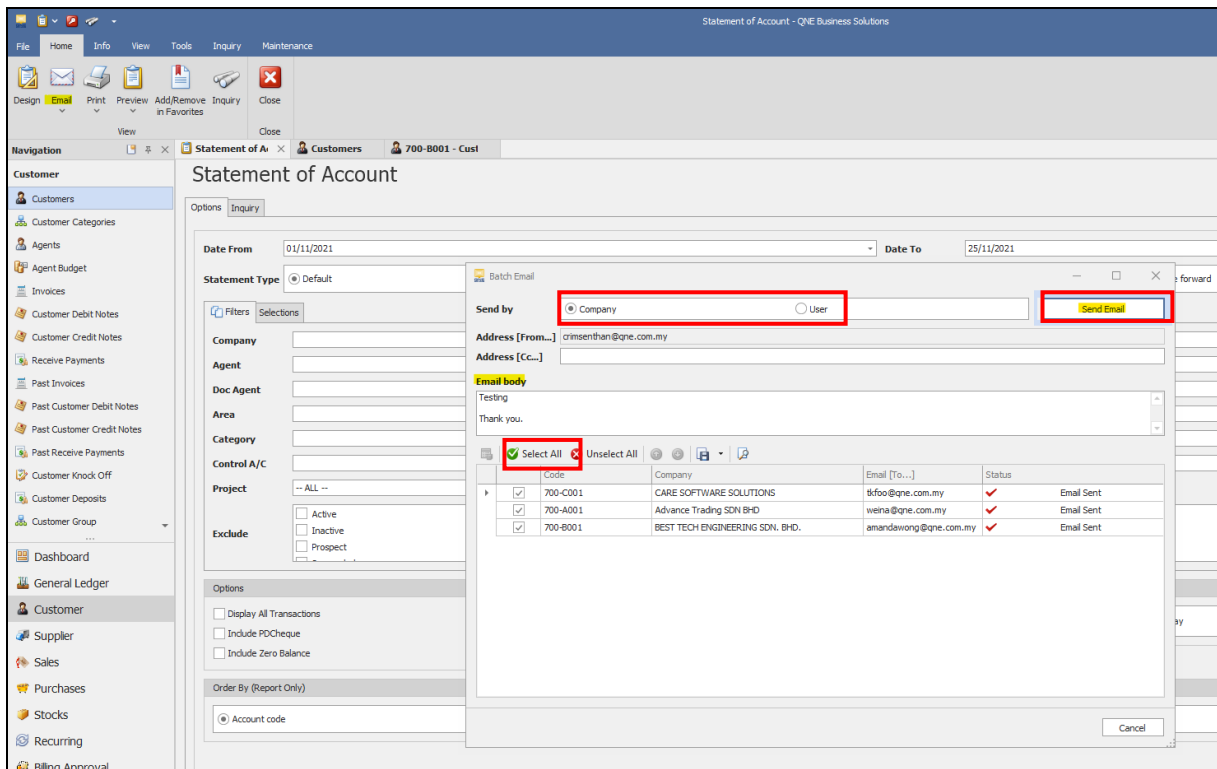 Statement of Account - QNE Business Solutions
File Home Info View Tools Inquiry Maintenance
Design Email Print Preview Add/Remove in Favorites Inquiry Close
View Close
Navigation
Statement of A Customers 700-B001 - Cust
Customer
Customers
Customer Categories
Agents
Agent Budget
Invoices
Customer Debit Notes
Customer Credit Notes
Receive Payments
Past Invoices
Past Customer Debit Notes
Past Customer Credit Notes
Past Receive Payments
Customer Knock Off
Customer Deposits
Customer Group
...
Dashboard
General Ledger
Customer
Supplier
Sales
Purchases
Stocks
Recurring
Billing Approval
Statement of Account
Options Inquiry
Date From 01/11/2021 Date To 25/11/2021
Statement Type Default
forward
Filters Selections
Company
Agent
Doc Agent
Area
Category
Control A/C
Project -- ALL --
Exclude
Active
Inactive
Prospect
Options
Display All Transactions
Include PDCheque
Include Zero Balance
ay
Order By (Report Only)
Account code
Batch Email
Send by Company User Send Email
Address [From...] crimsenthan@qne.com.my
Address [Cc...]
Email body
Testing
Thank you.
Select All Unselect All
Code Company Email [To...] Status
700-C001 CARE SOFTWARE SOLUTIONS tkfoo@qne.com.my Email Sent
700-A001 Advance Trading SDN BHD weina@qne.com.my Email Sent
700-B001 BEST TECH ENGINEERING SDN. BHD. amandawong@qne.com.my Email Sent
Cancel